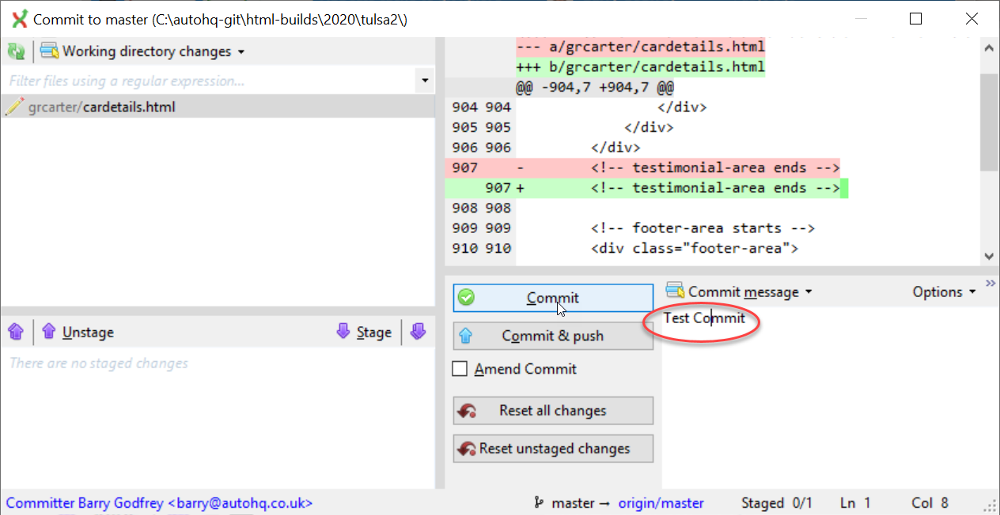 Commit to master (C:\autohq-git\html-builds\2020\tulsa2\)
Working directory changes
Filter files using a regular expression...
grcarter/cardetails.html
Unstage
Stage
There are no staged changes
--- a/grcarter/cardetails.html
+++ b/grcarter/cardetails.html
@@ -904,7 +904,7 @@
904 904 </div>
905 905 </div>
906 906 </div>
907 - <!-- testimonial-area ends -->
907 + <!-- testimonial-area ends -->
908 908
909 909 <!-- footer-area starts -->
910 910 <div class="footer-area">
Commit
Commit & push
Amend Commit
Reset all changes
Reset unstaged changes
Commit message
Options
Test Commit
Committer Barry Godfrey <barry@autohq.co.uk>
master → origin/master
Staged 0/1
Ln 1
Col 8